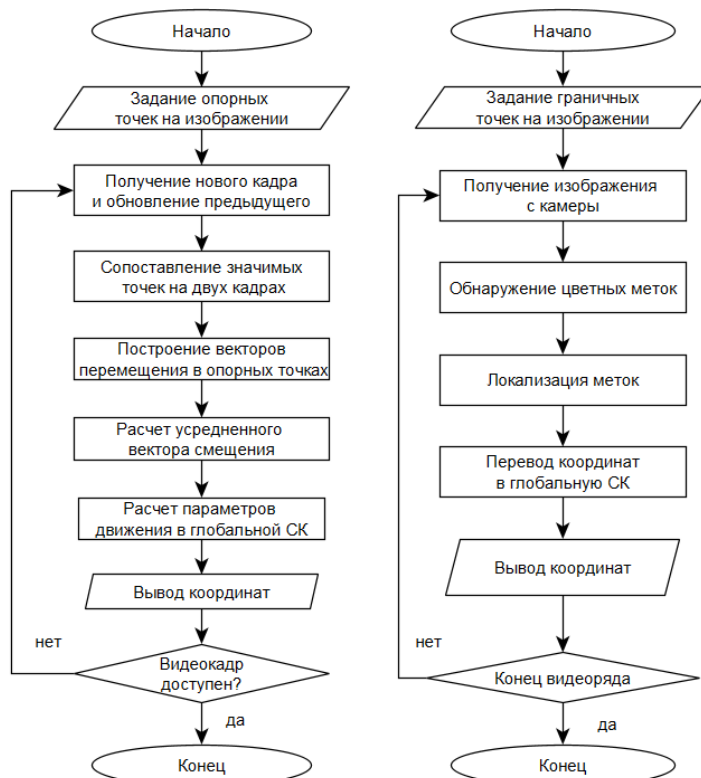 Начало
Задание опорных
точек на изображении
Получение нового кадра
и обновление предыдущего
Сопоставление значимых
точек на двух кадрах
Построение векторов
перемещения в опорных точках
Расчет усредненного
вектора смещения
Расчет параметров
движения в глобальной СК
Вывод координат
нет
Видеокадр
доступен?
да
Конец
Начало
Задание граничных
точек на изображении
Получение изображения
с камеры
Обнаружение цветных меток
Локализация меток
Перевод координат
в глобальную СК
Вывод координат
нет
Конец видеоряда
да
Конец